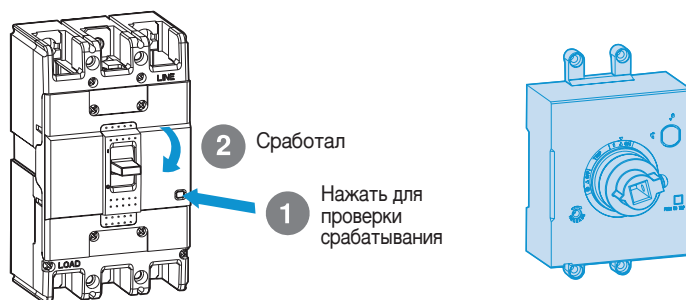 LINE
2 Сработал
1 Нажать для
проверки
срабатывания
LOAD